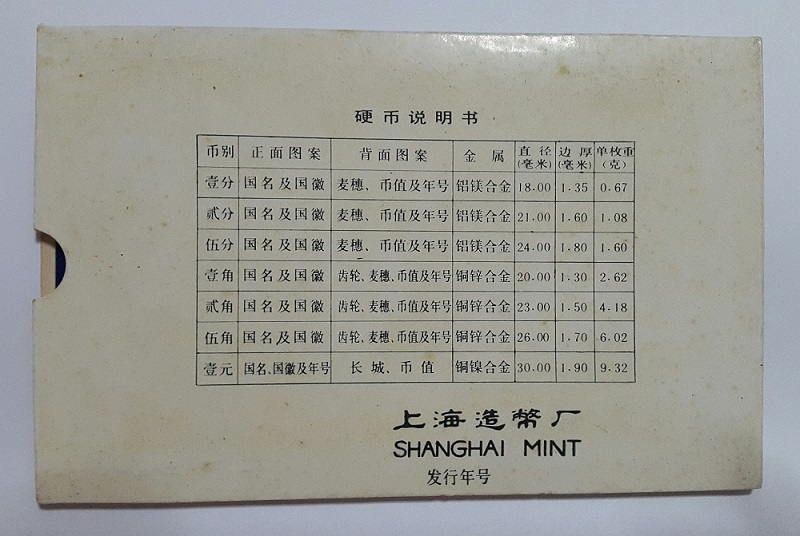 硬币说明书
币别 正面图案 背面图案 金属 直径(毫米) 边厚(毫米) 单枚重(克)
壹分 国名及国徽 麦穗、币值及年号 铝镁合金 18.00 1.35 0.67
贰分 国名及国徽 麦穗、币值及年号 铝镁合金 21.00 1.60 1.08
伍分 国名及国徽 麦穗、币值及年号 铝镁合金 24.00 1.80 1.60
壹角 国名及国徽 齿轮、麦穗、币值及年号 铜锌合金 20.00 1.30 2.62
贰角 国名及国徽 齿轮、麦穗、币值及年号 铜锌合金 23.00 1.50 4.18
伍角 国名及国徽 齿轮、麦穗、币值及年号 铜锌合金 26.00 1.70 6.02
壹元 国名、国徽及年号 长城、币值 铜镍合金 30.00 1.90 9.32
上海造幣厂
SHANGHAI MINT
发行年号